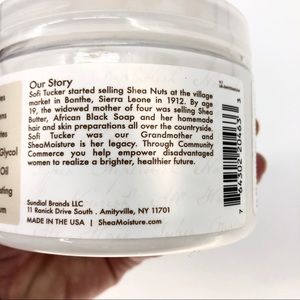 Our Story
Sofi Tucker started selling Shea Nuts at the village
market in Bonthe, Sierra Leone in 1912. By age
19, the widowed mother of four was selling Shea
Butter, African Black Soap and her homemade
hair and skin preparations all over the countryside.
Sofi Tucker was our Grandmother and
SheaMoisture is her legacy. Through Community
Commerce you help empower disadvantaged
women to realize a brighter, healthier future.
Sundial Brands LLC
11 Ranick Drive South . Amityville, NY 11701
MADE IN THE USA | SheaMoisture.com
Glycol
Oil
7 64302 20463 3